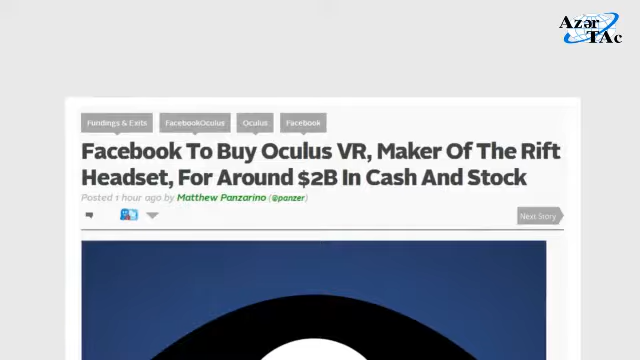 Azər
TAc
Fundings & Exits
FacebookOculus
Oculus
Facebook
Facebook To Buy Oculus VR, Maker Of The Rift
Headset, For Around $2B In Cash And Stock
Posted 1 hour ago by Matthew Panzarino (@panzer)
Next Story